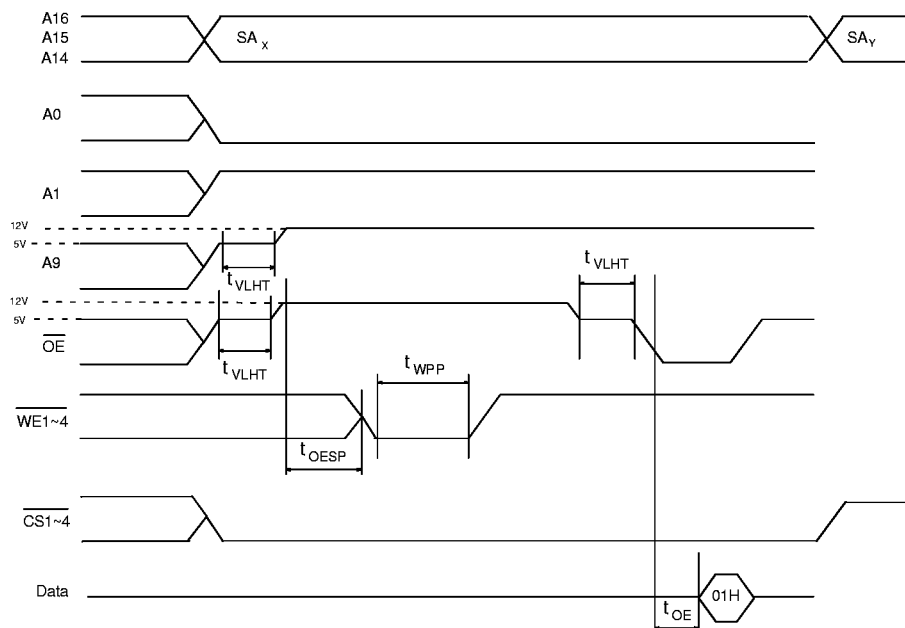 A16
A15
A14
SA X
SA Y
A0
A1
12V
5V
A9
t VLHT
t VLHT
12V
5V
OE
t VLHT
t WPP
WE1~4
t OESP
CS1~4
Data
01H
t OE